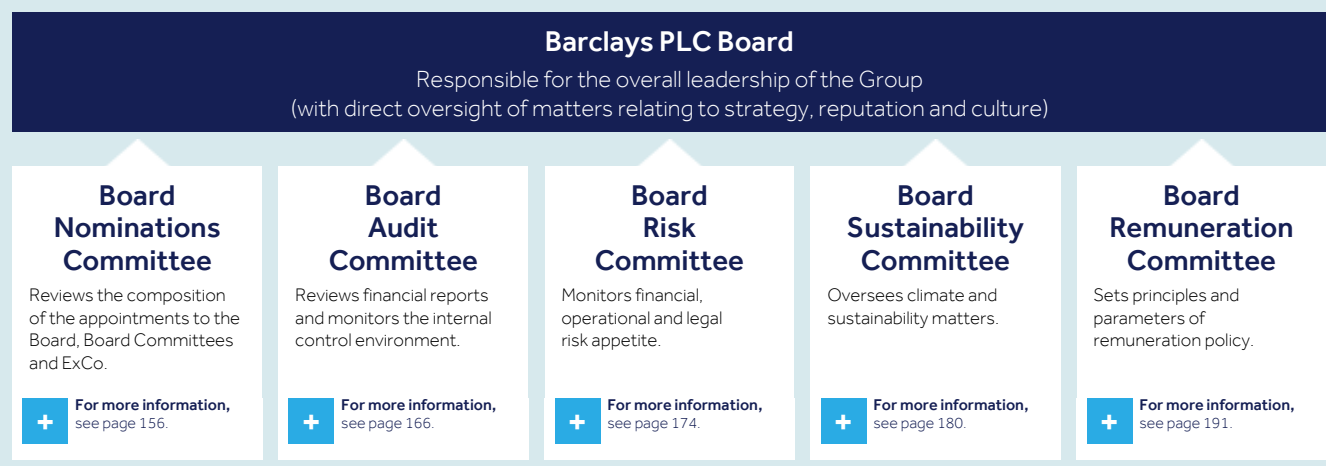 Barclays PLC Board
Responsible for the overall leadership of the Group
(with direct oversight of matters relating to strategy, reputation and culture)
Board
Nominations
Committee
Reviews the composition
of the appointments to the
Board, Board Committees
and ExCo.
+
For more information,
see page 156.
Board
Audit
Committee
Reviews financial reports
and monitors the internal
control environment.
+
For more information,
see page 166.
Board
Risk
Committee
Monitors financial,
operational and legal
risk appetite.
+
For more information,
see page 174.
Board
Sustainability
Committee
Oversees climate and
sustainability matters.
+
For more information,
see page 180.
Board
Remuneration
Committee
Sets principles and
parameters of
remuneration policy.
+
For more information,
see page 191.